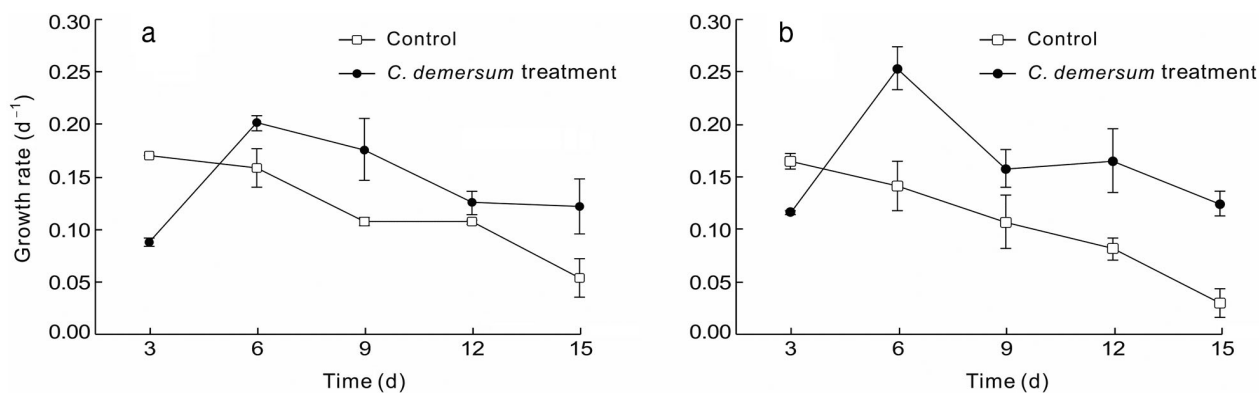 a
Control
C. demersum treatment
Growth rate (d⁻¹)
0.30
0.25
0.20
0.15
0.10
0.05
0.00
3 6 9 12 15
Time (d)
b
Control
C. demersum treatment
0.30
0.25
0.20
0.15
0.10
0.05
0.00
3 6 9 12 15
Time (d)